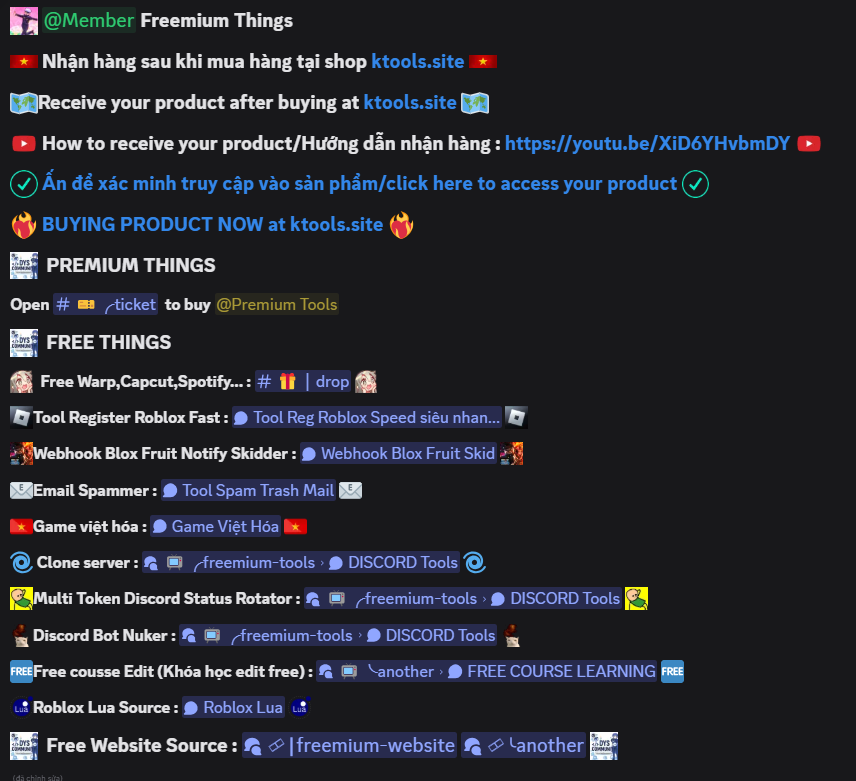 @Member Freemium Things
Nhận hàng sau khi mua hàng tại shop ktools.site
Receive your product after buying at ktools.site
How to receive your product/Hướng dẫn nhận hàng : https://youtu.be/XiD6YHvbmDY
Ấn để xác minh truy cập vào sản phẩm/click here to access your product
BUYING PRODUCT NOW at ktools.site
PREMIUM THINGS
Open # ╭ticket to buy @Premium Tools
FREE THINGS
Free Warp,Capcut,Spotify... : # | drop
Tool Register Roblox Fast : Tool Reg Roblox Speed siêu nhan...
Webhook Blox Fruit Notify Skidder : Webhook Blox Fruit Skid
Email Spammer : Tool Spam Trash Mail
Game việt hóa : Game Việt Hóa
Clone server : ╭freemium-tools › DISCORD Tools
Multi Token Discord Status Rotator : ╭freemium-tools › DISCORD Tools
Discord Bot Nuker : ╭freemium-tools › DISCORD Tools
FREE Free cousse Edit (Khóa học edit free) : ╰another › FREE COURSE LEARNING FREE
Lua Roblox Lua Source : Roblox Lua Lua
Free Website Source : |freemium-website ╰another
(đã chỉnh sửa)